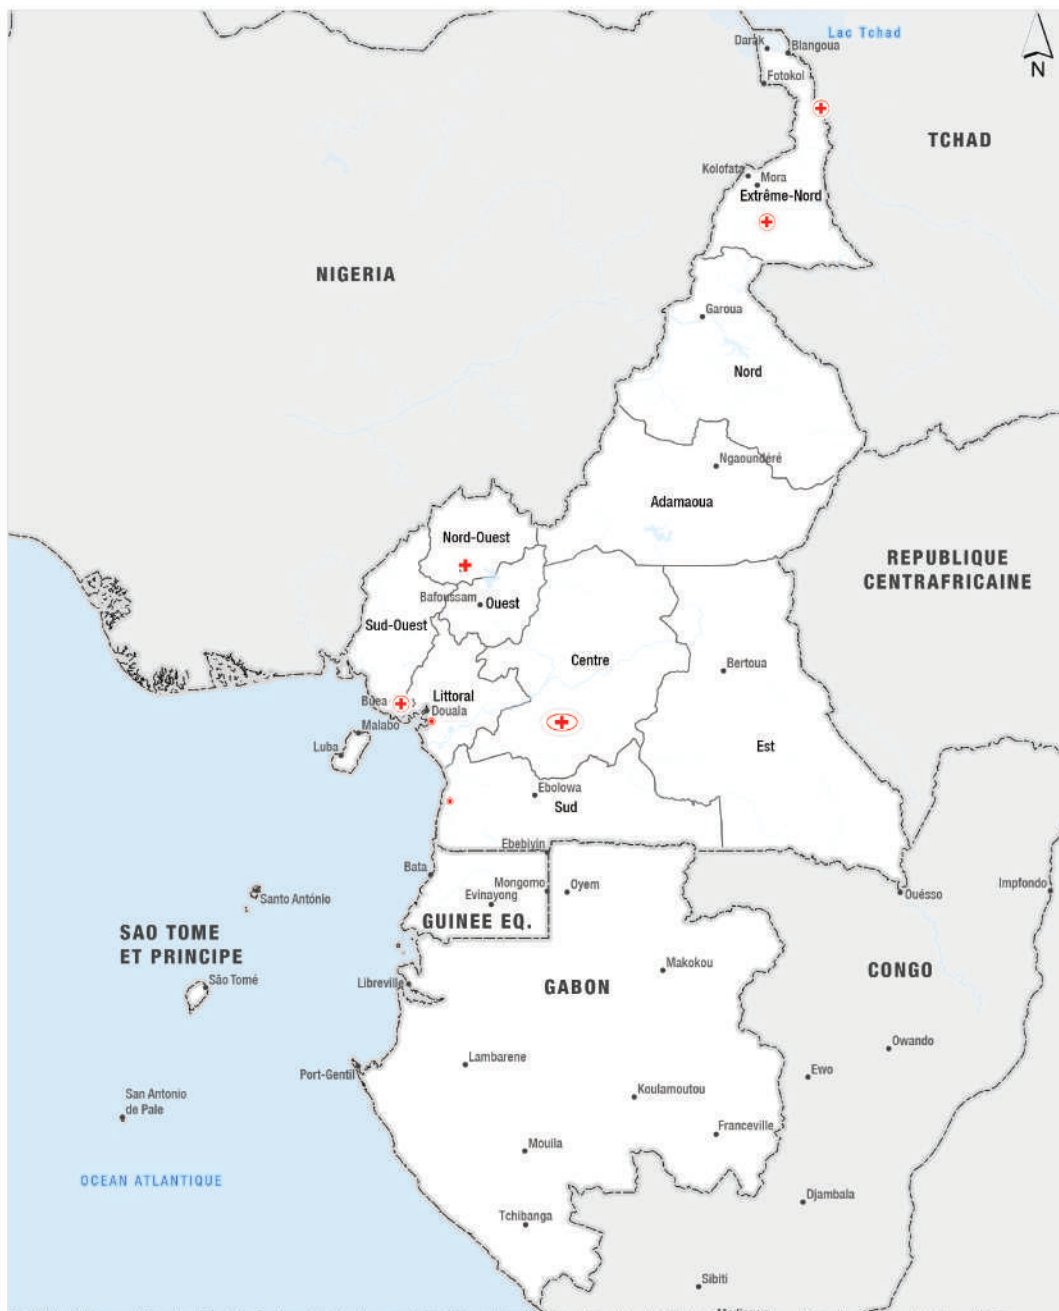 Lac Tchad
Darak
Blangoua
N
Fotokol
TCHAD
Kolofata
Mora
Extrême-Nord
NIGERIA
Garoua
Nord
Ngaoundéré
Adamaoua
Nord-Ouest
REPUBLIQUE
CENTRAFRICAINE
Bafoussam
Ouest
Sud-Ouest
Centre
Bertoua
Buea
Littoral
Douala
Malabo
Luba
Est
Ebolowa
Sud
Ebebiyin
Bata
Mongomo
Oyem
Evinayong
Ouésso
Impfondo
Santo António
GUINEE EQ.
SAO TOME
ET PRINCIPE
Makokou
CONGO
São Tomé
Libreville
GABON
Owando
Lambarene
Port-Gentil
Ewo
San Antonio
de Pale
Koulamoutou
Franceville
Mouila
OCEAN ATLANTIQUE
Djambala
Tchibanga
Sibiti